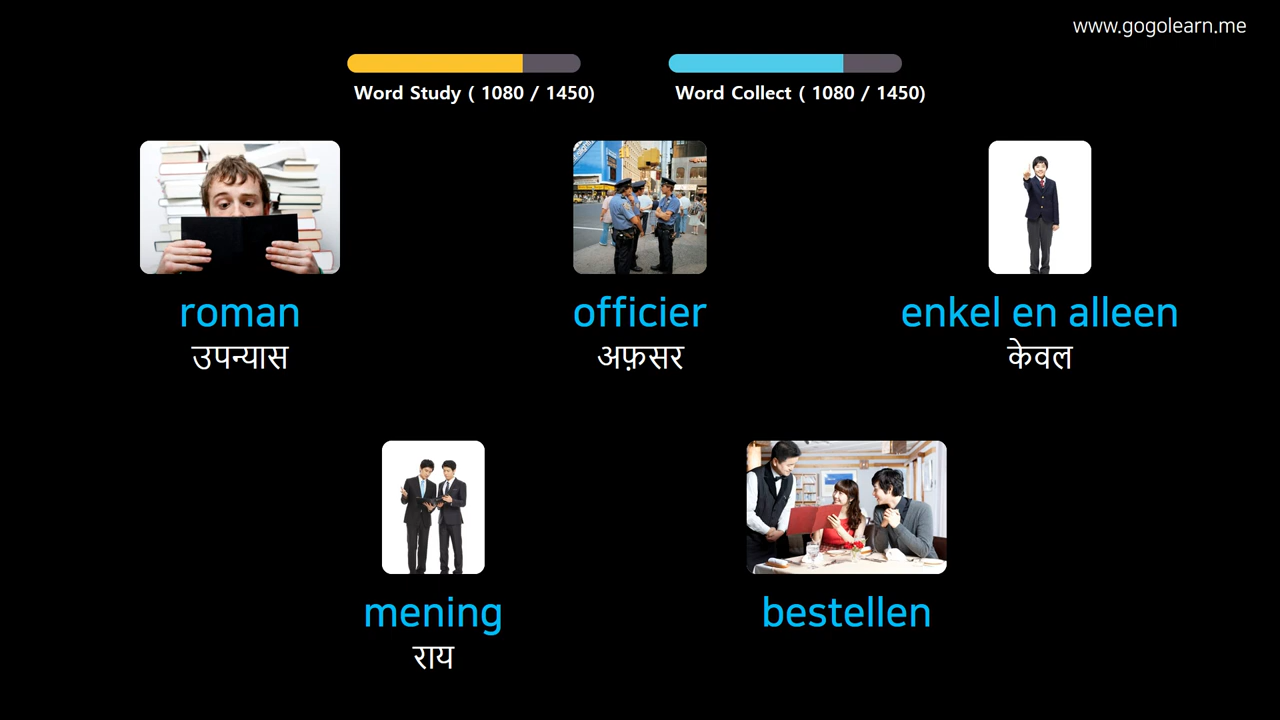 www.gogolearn.me
Word Study ( 1080 / 1450)
Word Collect ( 1080 / 1450)
roman
उपन्यास
officier
अफ़सर
enkel en alleen
केवल
mening
राय
bestellen